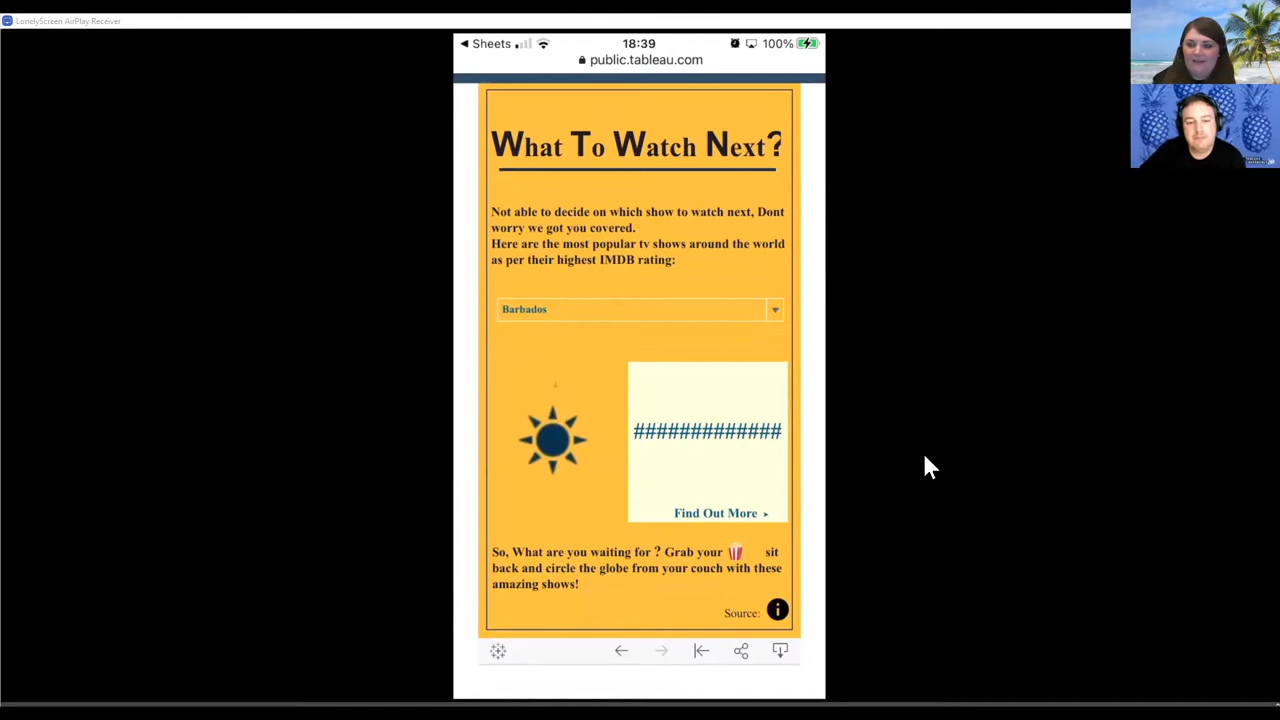 LonelyScreen AirPlay Receiver
Sheets
18:39
100%
public.tableau.com
What To Watch Next?
Not able to decide on which show to watch next, Dont
worry we got you covered.
Here are the most popular tv shows around the world
as per their highest IMDB rating:
Barbados
#############
Find Out More
So, What are you waiting for ? Grab your sit
back and circle the globe from your couch with these
amazing shows!
Source: